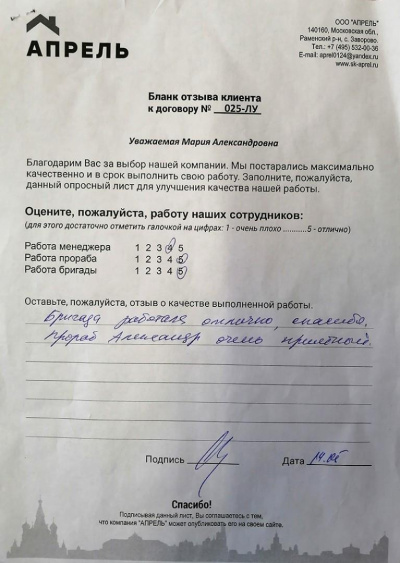 АПРЕЛЬ
ООО "АПРЕЛЬ"
140160, Московская обл.,
Раменский р-н, с. Заворово.
Тел.: +7 (495) 532-00-36
E-mail: aprel0124@yandex.ru
www.sk-aprel.ru
Бланк отзыва клиента
к договору № 025-ЛУ
Уважаемая Мария Александровна
Благодарим Вас за выбор нашей компании. Мы постарались максимально
качественно и в срок выполнить свою работу. Заполните, пожалуйста,
данный опросный лист для улучшения качества нашей работы.
Оцените, пожалуйста, работу наших сотрудников:
(для этого достаточно отметить галочкой на цифрах: 1 - очень плохо ...........5 - отлично)
Работа менеджера 1 2 3 4 5
Работа прораба 1 2 3 4 5
Работа бригады 1 2 3 4 5
Оставьте, пожалуйста, отзыв о качестве выполненной работы.
Бригада работала отлично, спасибо.
Прораб Александр очень приятный.
Подпись
Дата
Спасибо!
Подписывая данный лист, Вы соглашаетесь с тем,
что компания "АПРЕЛЬ" может опубликовать его на своем сайте.